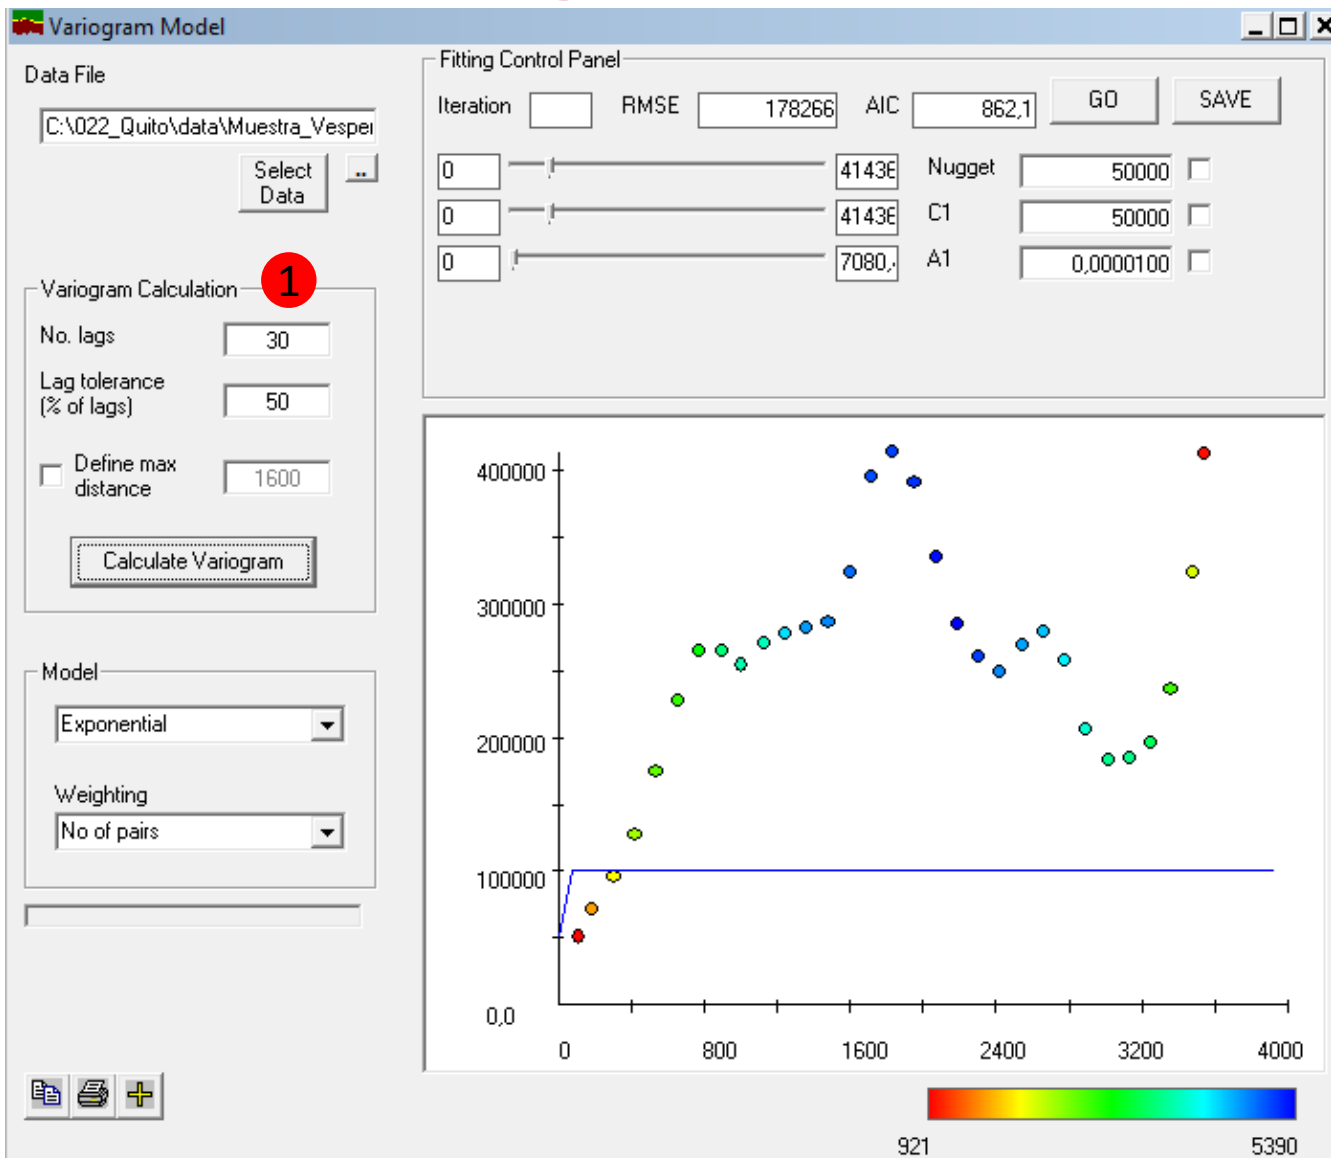 Variogram Model
Data File
C:\022_Quito\data\Muestra_Vesper
Select
Data
..
Variogram Calculation
1
No. lags 30
Lag tolerance
(% of lags) 50
Define max
distance 1600
Calculate Variogram
Model
Exponential
Weighting
No of pairs
Fitting Control Panel
Iteration RMSE 178266 AIC 862,1 GO SAVE
0 41436 Nugget 50000
0 41436 C1 50000
0 7080, A1 0,0000100
400000
300000
200000
100000
0,0
0 800 1600 2400 3200 4000
921 5390